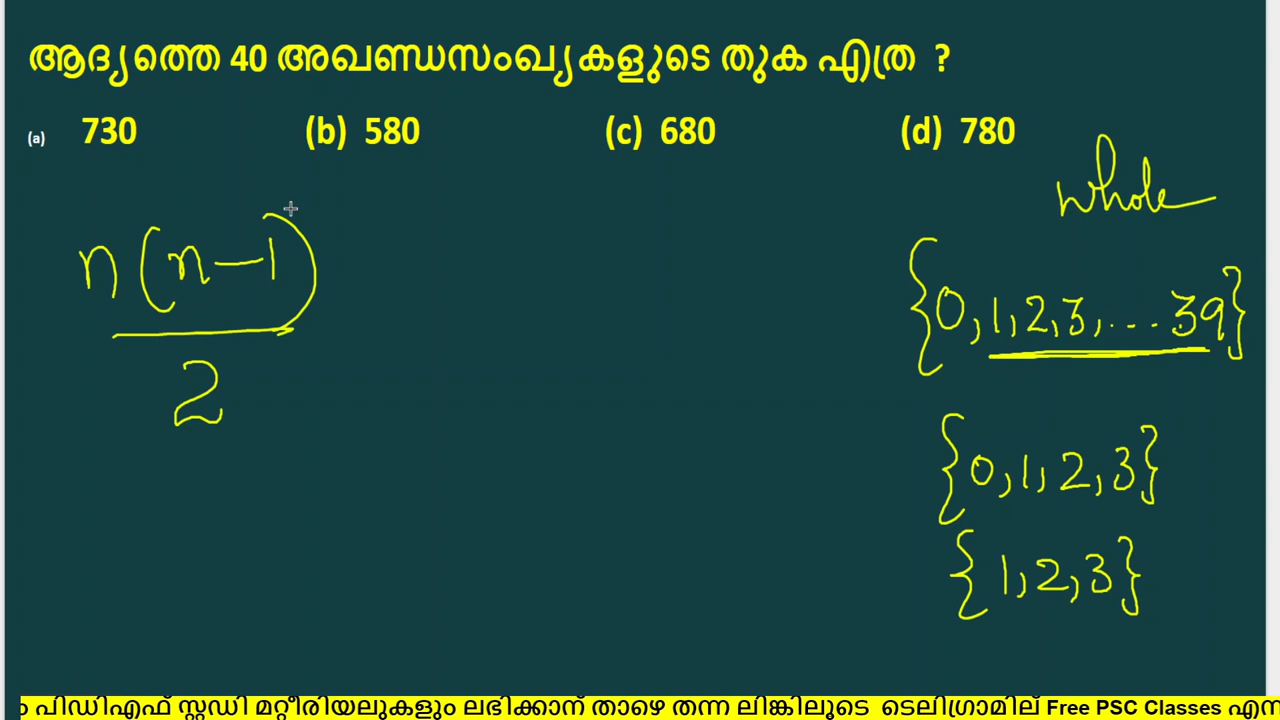 ആദ്യത്തെ 40 അഖണ്ഡസംഖ്യകളുടെ തുക എത്ര ?
(a) 730 (b) 580 (c) 680 (d) 780
whole
n(n-1)
2
{0,1,2,3,...39}
{0,1,2,3}
{1,2,3}
പിഡിഎഫ് സ്റ്റഡി മറ്റീരിയലുകളും ലഭിക്കാന് താഴെ തന്ന ലിങ്കിലൂടെ ടെലിഗ്രാമില് Free PSC Classes എന